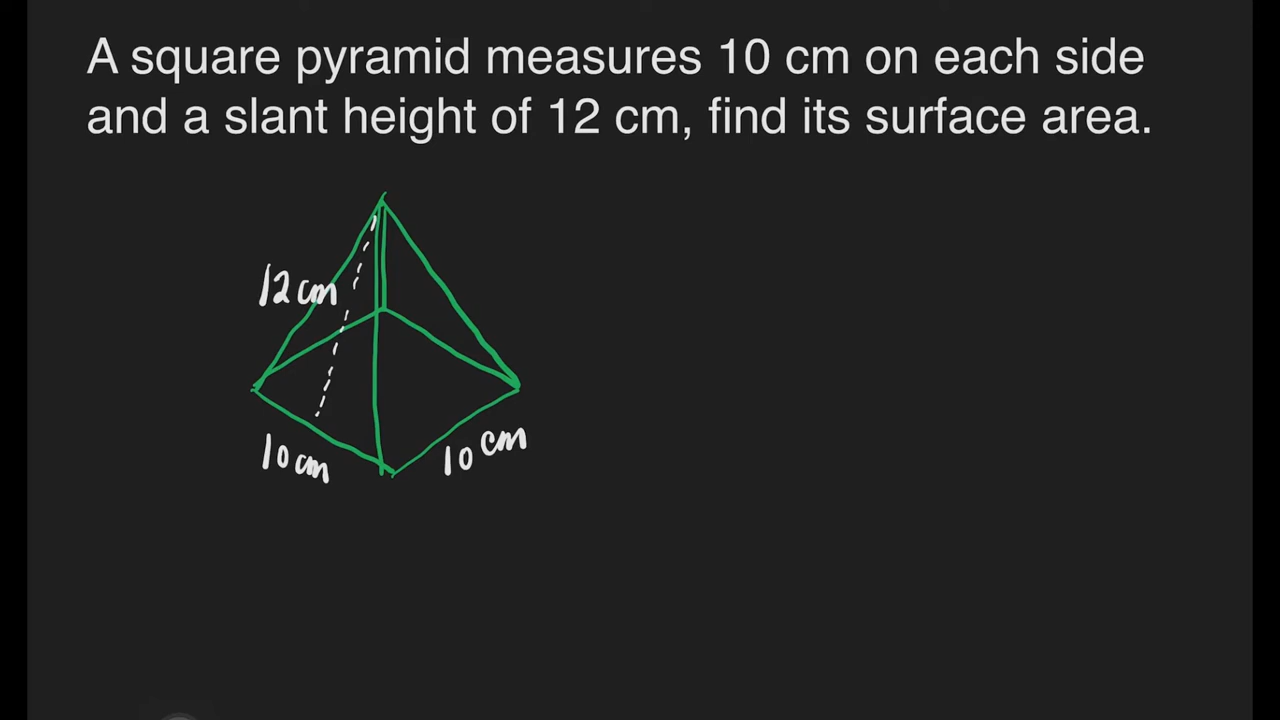 A square pyramid measures 10 cm on each side
and a slant height of 12 cm, find its surface area.
12 cm
10 cm
10 cm